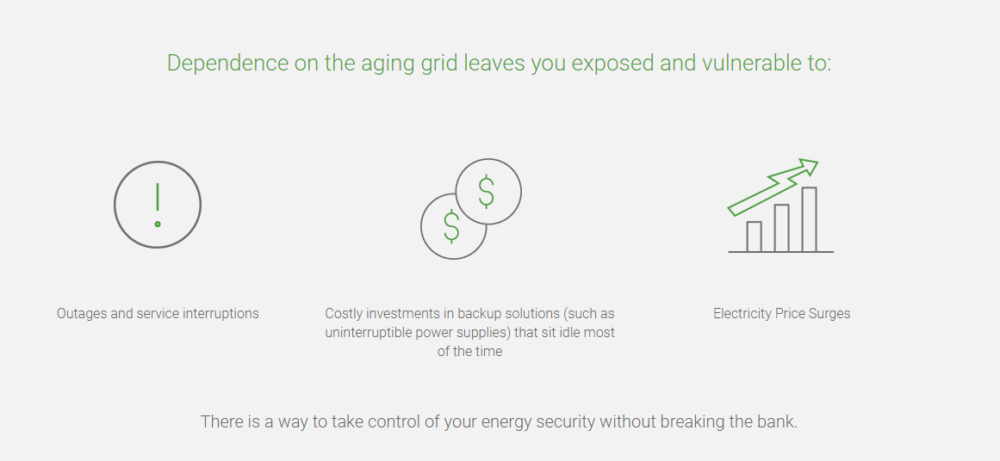 Dependence on the aging grid leaves you exposed and vulnerable to:
$
$
Outages and service interruptions
Costly investments in backup solutions (such as
uninterruptible power supplies) that sit idle most
of the time
Electricity Price Surges
There is a way to take control of your energy security without breaking the bank.